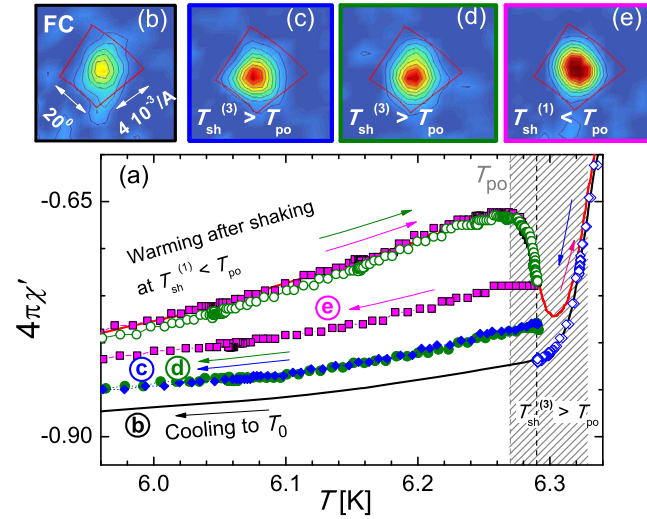 FC (b)
20°
4 10⁻³/A
(c)
T_sh^(3) > T_po
(d)
T_sh^(3) > T_po
(e)
T_sh^(1) < T_po
(a)
T_po
Warming after shaking
at T_sh^(1) < T_po
e
c
d
b
Cooling to T_0
T_sh^(3) > T_po
-0.65
-0.90
4πχ′
6.0
6.1
6.2
6.3
T [K]